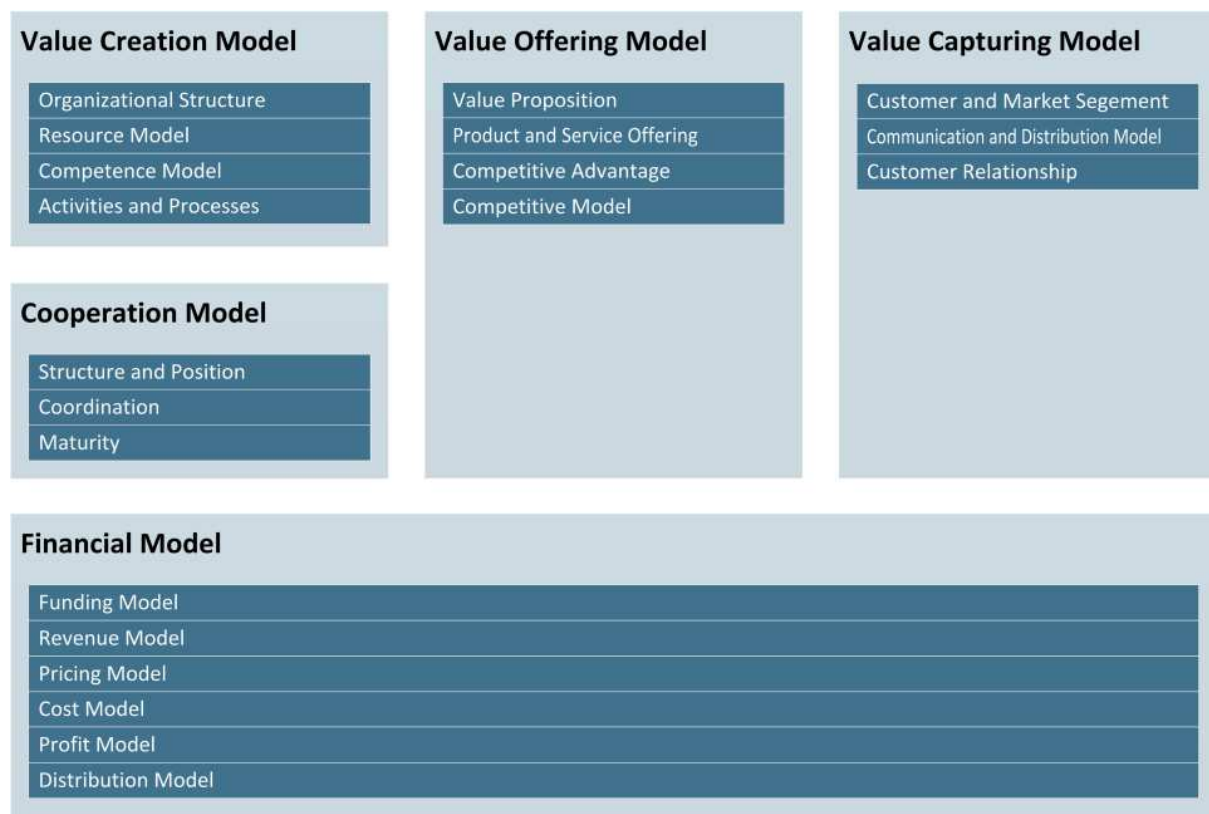 Value Creation Model
Organizational Structure
Resource Model
Competence Model
Activities and Processes
Cooperation Model
Structure and Position
Coordination
Maturity
Value Offering Model
Value Proposition
Product and Service Offering
Competitive Advantage
Competitive Model
Value Capturing Model
Customer and Market Segement
Communication and Distribution Model
Customer Relationship
Financial Model
Funding Model
Revenue Model
Pricing Model
Cost Model
Profit Model
Distribution Model